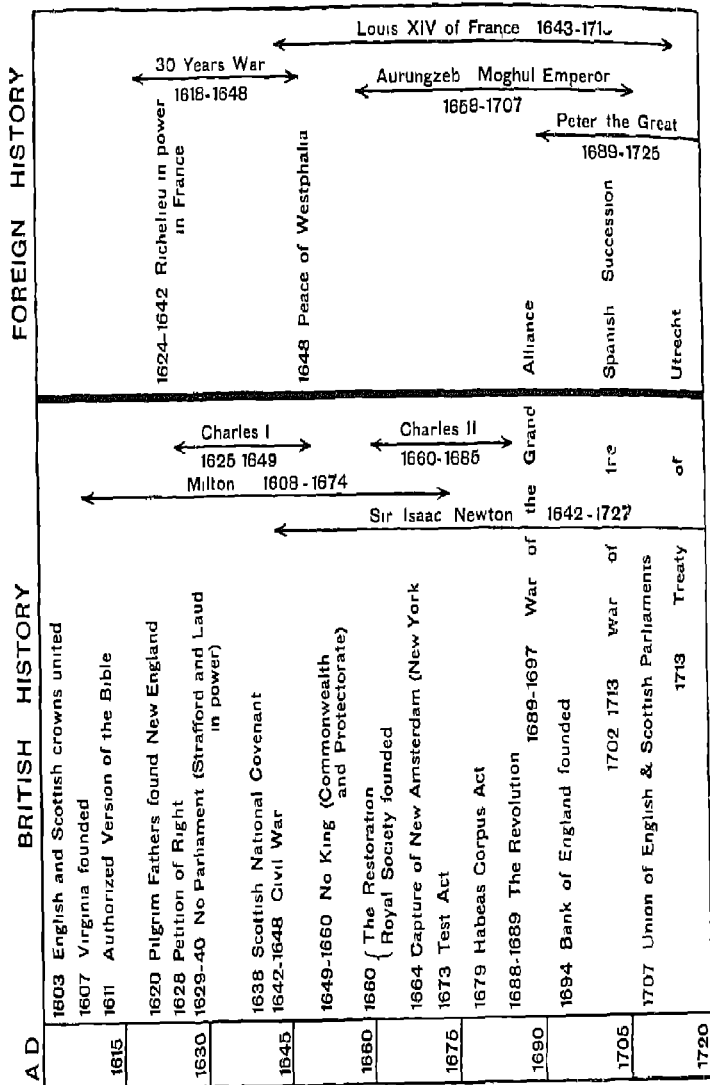 FOREIGN HISTORY
Louis XIV of France 1643-171
30 Years War
1618-1648
Aurungzeb Moghul Emperor
1658-1707
Peter the Great
1689-1725
1624-1642 Richelieu in power
in France
1648 Peace of Westphalia
BRITISH HISTORY
Charles I
1625 1649
Charles II
1660-1685
Milton 1608-1674
Sir Isaac Newton 1642-1727
1603 English and Scottish crowns united
1607 Virginia founded
1611 Authorized Version of the Bible
1620 Pilgrim Fathers found New England
1628 Petition of Right
1629-40 No Parliament (Strafford and Laud
in power)
1638 Scottish National Covenant
1642-1648 Civil War
1649-1660 No King (Commonwealth
and Protectorate)
1660 { The Restoration
Royal Society founded
1664 Capture of New Amsterdam (New York
1673 Test Act
1679 Habeas Corpus Act
1688-1689 The Revolution
1689-1697 War of the Grand Alliance
1694 Bank of England founded
1702 1713 War of tre Spanish Succession
1707 Union of English & Scottish Parliaments
1713 Treaty of Utrecht
A D
1615
1630
1645
1660
1675
1690
1705
1720